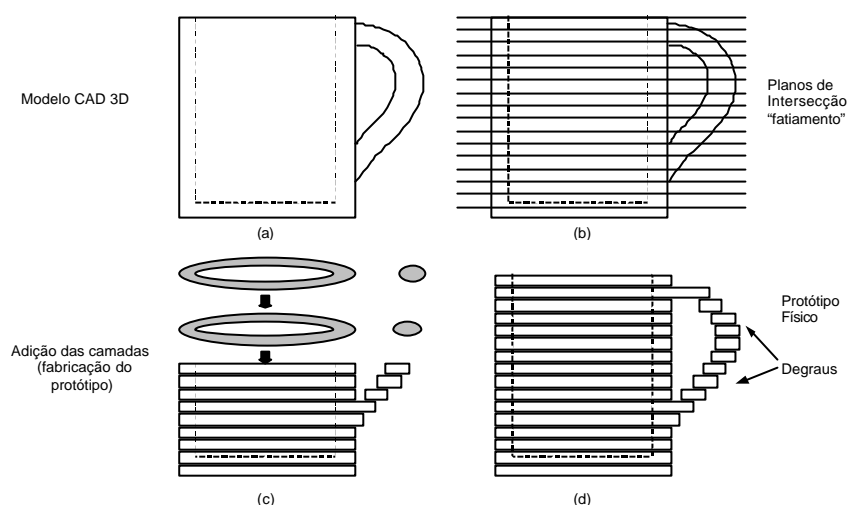 Modelo CAD 3D
(a)
(b)
Planos de
Intersecção
“fatiamento”
Adição das camadas
(fabricação do
protótipo)
(c)
(d)
Protótipo
Físico
Degraus